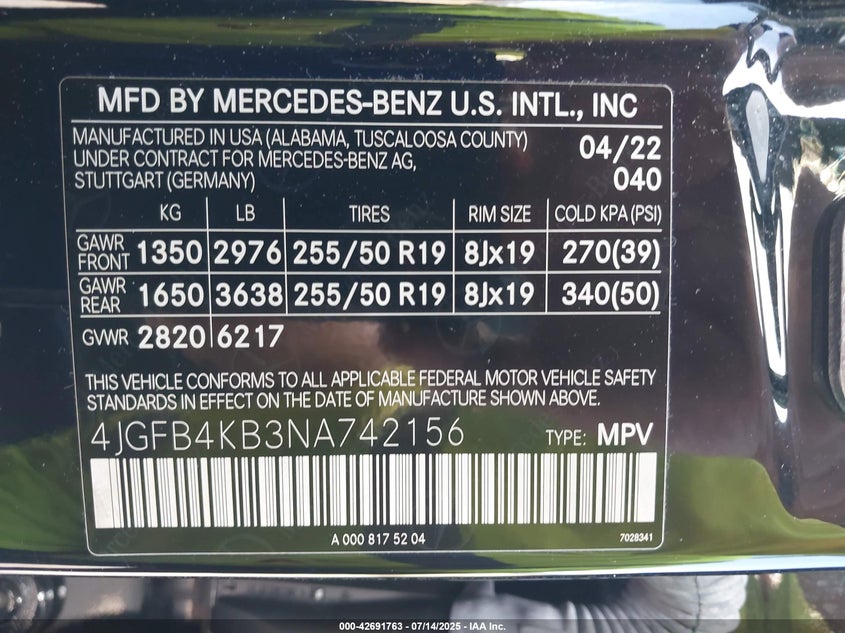 MFD BY MERCEDES-BENZ U.S. INTL., INC
MANUFACTURED IN USA (ALABAMA, TUSCALOOSA COUNTY)
UNDER CONTRACT FOR MERCEDES-BENZ AG,
STUTTGART (GERMANY)
04/22
040
KG LB TIRES RIM SIZE COLD KPA(PSI)
GAWR FRONT 1350 2976 255/50 R19 8Jx19 270(39)
GAWR REAR 1650 3638 255/50 R19 8Jx19 340(50)
GVWR 2820 6217
THIS VEHICLE CONFORMS TO ALL APPLICABLE FEDERAL MOTOR VEHICLE SAFETY
STANDARDS IN EFFECT ON THE DATE OF MANUFACTURE SHOWN ABOVE.
4JGFB4KB3NA742156 TYPE: MPV
A 000 817 52 04 7028341
000-42691763 - 07/14/2025 - IAA Inc.